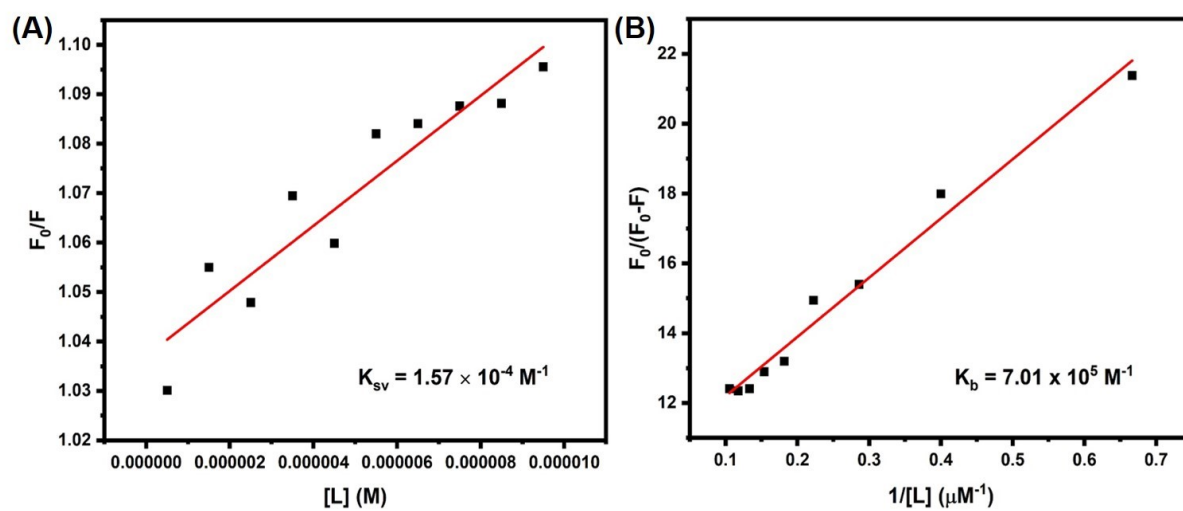 (A)
1.10
1.09
1.08
1.07
1.06
1.05
1.04
1.03
1.02
F₀/F
K_sv = 1.57 × 10⁻⁴ M⁻¹
0.000000 0.000002 0.000004 0.000006 0.000008 0.000010
[L] (M)
(B)
22
20
18
16
14
12
F₀/(F₀-F)
K_b = 7.01 x 10⁵ M⁻¹
0.1 0.2 0.3 0.4 0.5 0.6 0.7
1/[L] (μM⁻¹)